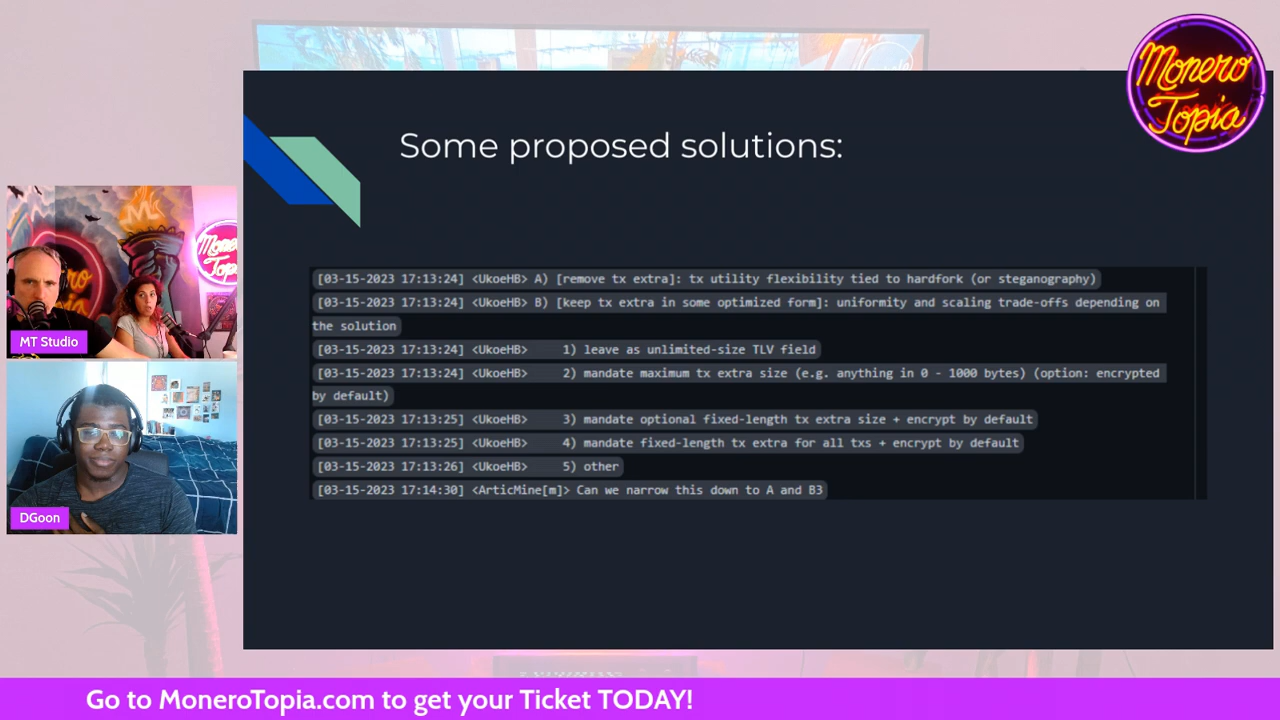 Monero
Topia
Some proposed solutions:
[03-15-2023 17:13:24] <UkoeHB> A) [remove tx extra]: tx utility flexibility tied to hardfork (or steganography)
[03-15-2023 17:13:24] <UkoeHB> B) [keep tx extra in some optimized form]: uniformity and scaling trade-offs depending on
the solution
[03-15-2023 17:13:24] <UkoeHB> 1) leave as unlimited-size TLV field
[03-15-2023 17:13:24] <UkoeHB> 2) mandate maximum tx extra size (e.g. anything in 0 - 1000 bytes) (option: encrypted
by default)
[03-15-2023 17:13:25] <UkoeHB> 3) mandate optional fixed-length tx extra size + encrypt by default
[03-15-2023 17:13:25] <UkoeHB> 4) mandate fixed-length tx extra for all txs + encrypt by default
[03-15-2023 17:13:26] <UkoeHB> 5) other
[03-15-2023 17:14:30] <ArticMine[m]> Can we narrow this down to A and B3
MT Studio
DGoon
Go to MoneroTopia.com to get your Ticket TODAY!